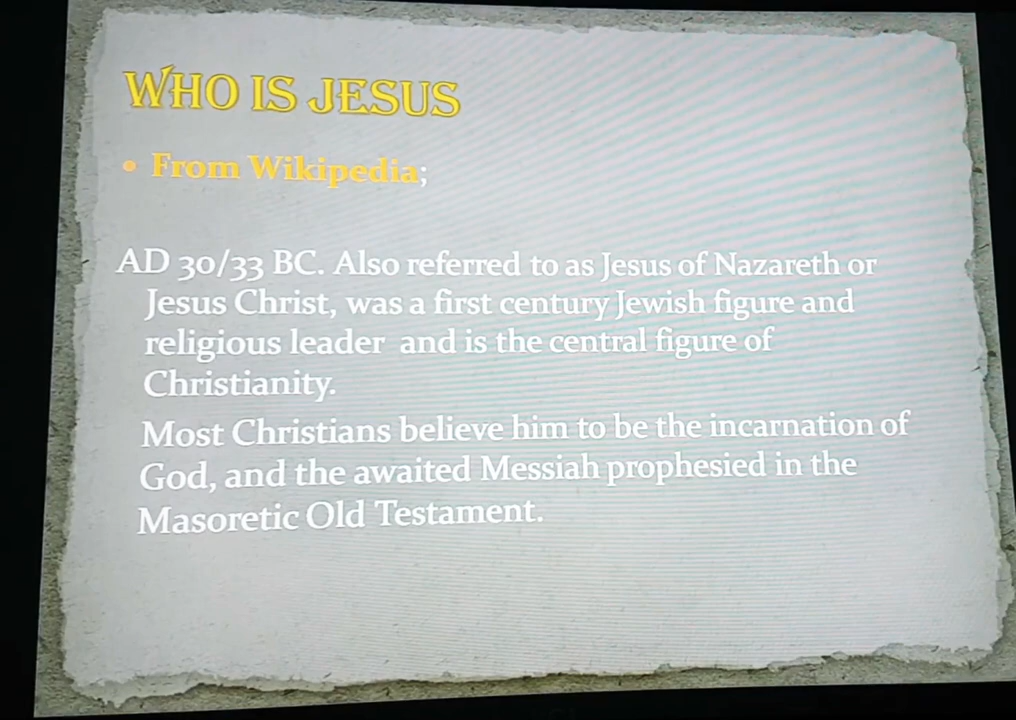 WHO IS JESUS
• From Wikipedia;
AD 30/33 BC. Also referred to as Jesus of Nazareth or
Jesus Christ, was a first century Jewish figure and
religious leader and is the central figure of
Christianity.
Most Christians believe him to be the incarnation of
God, and the awaited Messiah prophesied in the
Masoretic Old Testament.